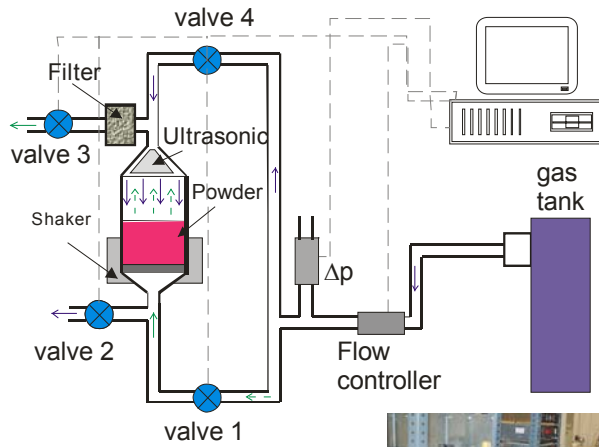 valve 4
Filter
Ultrasonic
valve 3
Powder
gas
tank
Shaker
Δp
valve 2
Flow
controller
valve 1